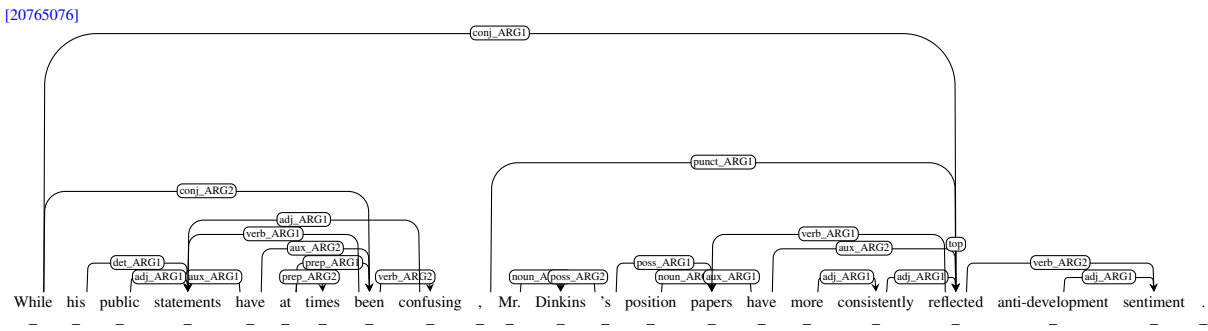 [20765076]
conj_ARG1
punct_ARG1
conj_ARG2
adj_ARG1
verb_ARG1 verb_ARG1
aux_ARG2 aux_ARG2 top
det_ARG1 prep_ARG1 poss_ARG1 verb_ARG2
adj_ARG1 aux_ARG1 prep_ARG2 verb_ARG2 noun_A poss_ARG2 noun_AR aux_ARG1 adj_ARG1 adj_ARG1 adj_ARG1
While his public statements have at times been confusing , Mr. Dinkins 's position papers have more consistently reflected anti-development sentiment .
_ _ _ _ _ _ _ _ _ _ _ _ _ _ _ _ _ _ _ _ _ _